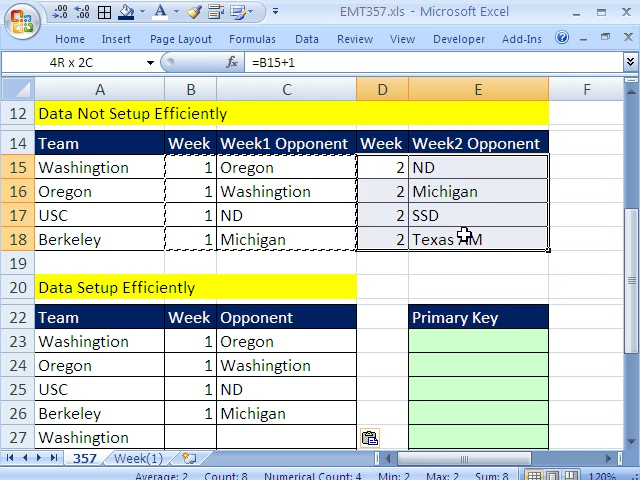 EMT357.xls - Microsoft Excel
Home Insert Page Layout Formulas Data Review View Developer Add-Ins
4R x 2C fx =B15+1
A B C D E F
12 Data Not Setup Efficiently
14 Team Week Week1 Opponent Week Week2 Opponent
15 Washington 1 Oregon 2 ND
16 Oregon 1 Washington 2 Michigan
17 USC 1 ND 2 SSD
18 Berkeley 1 Michigan 2 Texas AM
19
20 Data Setup Efficiently
22 Team Week Opponent Primary Key
23 Washington 1 Oregon
24 Oregon 1 Washington
25 USC 1 ND
26 Berkeley 1 Michigan
27 Washington
357 Week(1)
Average: 2 Count: 8 Numerical Count: 4 Min: 2 Max: 2 Sum: 8 120%